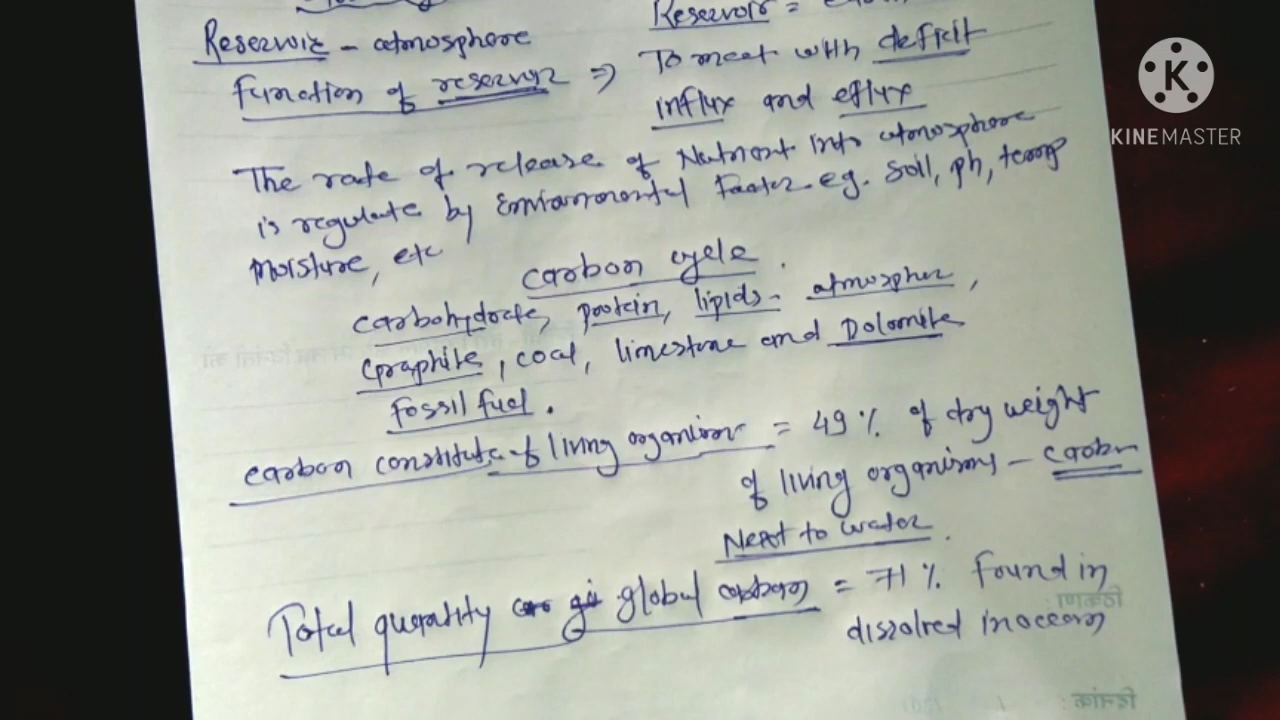 Reservoir - atmosphere
Reservoir =
function of reservoir ⇒ To meet with deficit
influx and eflux
The rate of release of Nutrient into atmosphere
is regulate by Environmental Factor. eg. Soil, ph, temp
Moisture, etc
carbon cycle
carbohydrate, protein, lipids - atmospher,
Graphite, coal, limestone and Dolomite
Fossil fuel.
carbon constitute of living organism = 49% of dry weight
of living organisms - carbon
Next to water.
Total quantity global carbon = 71% Found in
dissolved in ocean
K
KINEMASTER
ठिकाण :
दिनांक :